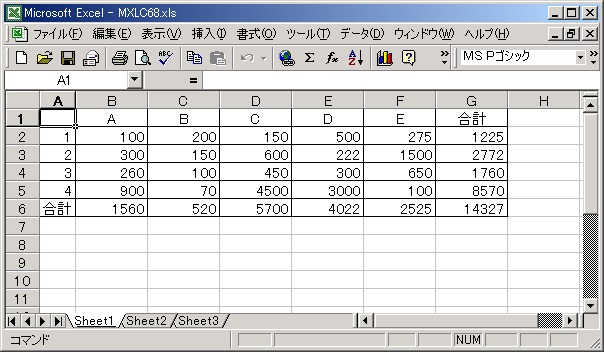 Microsoft Excel - MXLC68.xls
ファイル(F) 編集(E) 表示(V) 挿入(I) 書式(O) ツール(T) データ(D) ウィンドウ(W) ヘルプ(H)
ABC Σ fx AZ MS Pゴシック
A1 =
A B C D E F G H
1 A B C D E 合計
2 1 100 200 150 500 275 1225
3 2 300 150 600 222 1500 2772
4 3 260 100 450 300 650 1760
5 4 900 70 4500 3000 100 8570
6 合計 1560 520 5700 4022 2525 14327
7
8
9
10
11
Sheet1 Sheet2 Sheet3
コマンド NUM